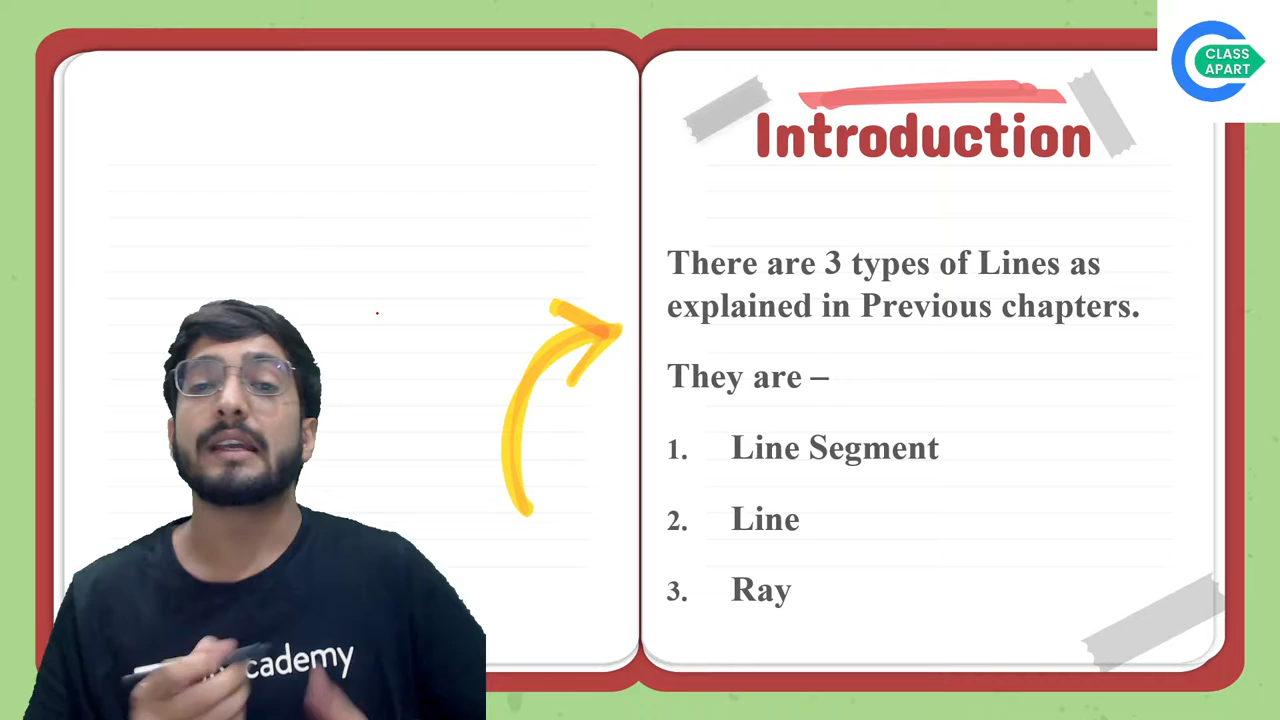 CLASS
APART
Introduction
There are 3 types of Lines as
explained in Previous chapters.
They are –
1. Line Segment
2. Line
3. Ray